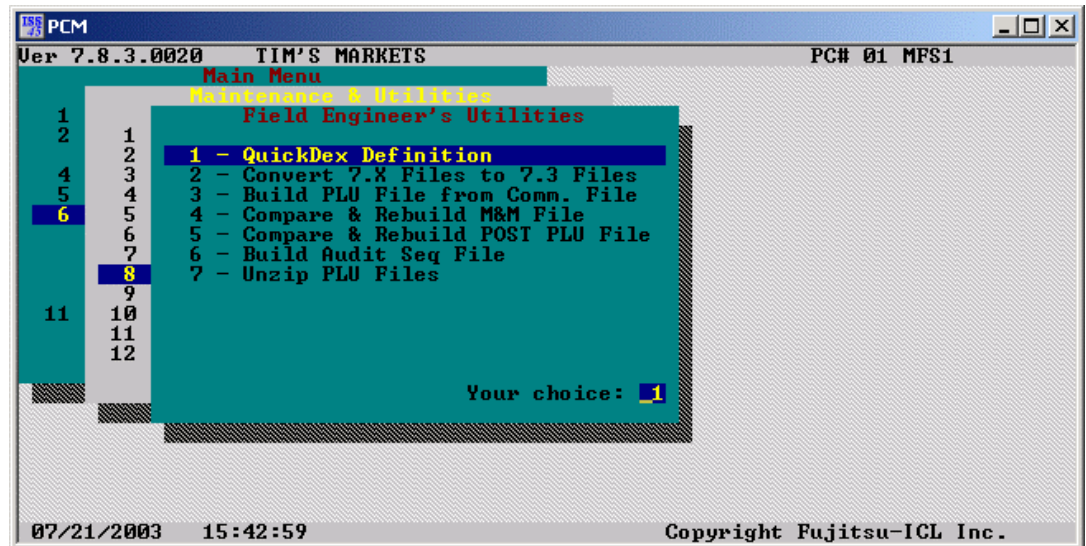 ISS 45 PCM
Ver 7.8.3.0020 TIM'S MARKETS PC# 01 MFS1
Main Menu
Maintenance & Utilities
1 Field Engineer's Utilities
2 1
2 1 - QuickDex Definition
4 3 2 - Convert 7.X Files to 7.3 Files
5 4 3 - Build PLU File from Comm. File
6 5 4 - Compare & Rebuild M&M File
6 5 - Compare & Rebuild POST PLU File
7 6 - Build Audit Seq File
8 7 - Unzip PLU Files
9
11 10
11
12
Your choice: 1
07/21/2003 15:42:59 Copyright Fujitsu-ICL Inc.